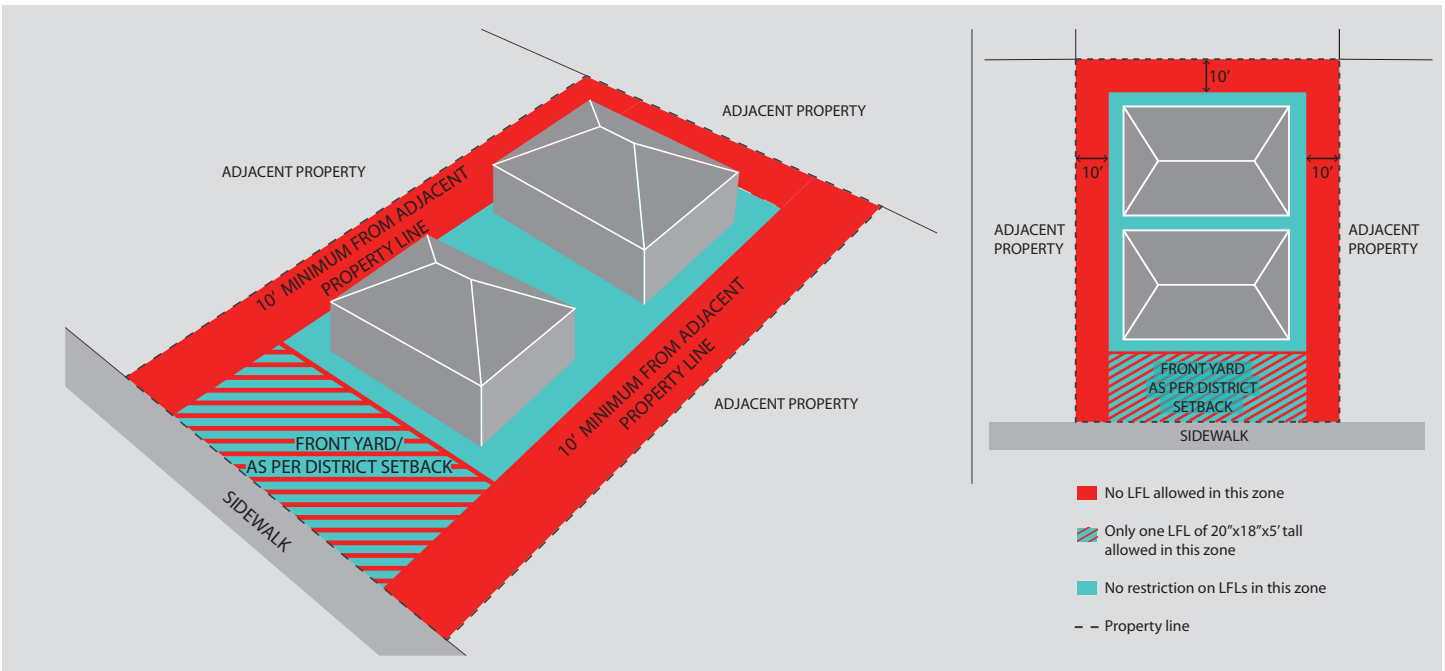 ADJACENT PROPERTY
ADJACENT PROPERTY
10’ MINIMUM FROM ADJACENT
PROPERTY LINE
10’ MINIMUM FROM ADJACENT
PROPERTY LINE
ADJACENT PROPERTY
FRONT YARD/
AS PER DISTRICT SETBACK
SIDEWALK
10’
10’
10’
ADJACENT
PROPERTY
ADJACENT
PROPERTY
FRONT YARD
AS PER DISTRICT
SETBACK
SIDEWALK
No LFL allowed in this zone
Only one LFL of 20”x18”x5’ tall
allowed in this zone
No restriction on LFLs in this zone
Property line